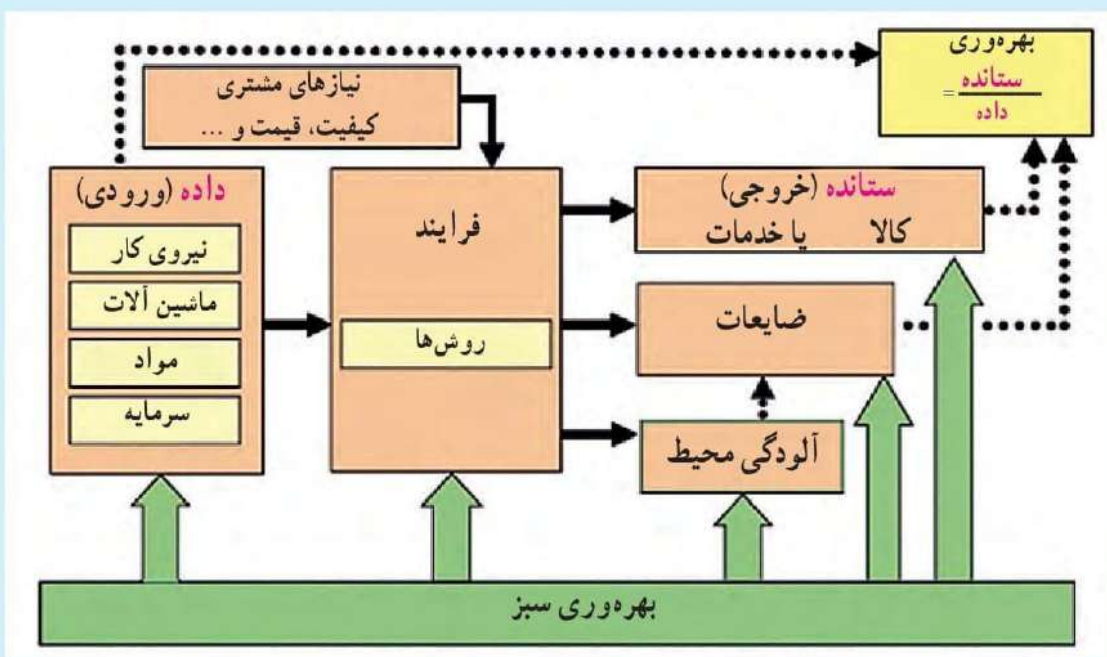 بهره‌وری
= ستانده
داده
نیازهای مشتری
کیفیت، قیمت و ...
داده (ورودی)
نیروی کار
ماشین آلات
مواد
سرمایه
فرایند
روش‌ها
ستانده (خروجی)
کالا یا خدمات
ضایعات
آلودگی محیط
بهره‌وری سبز